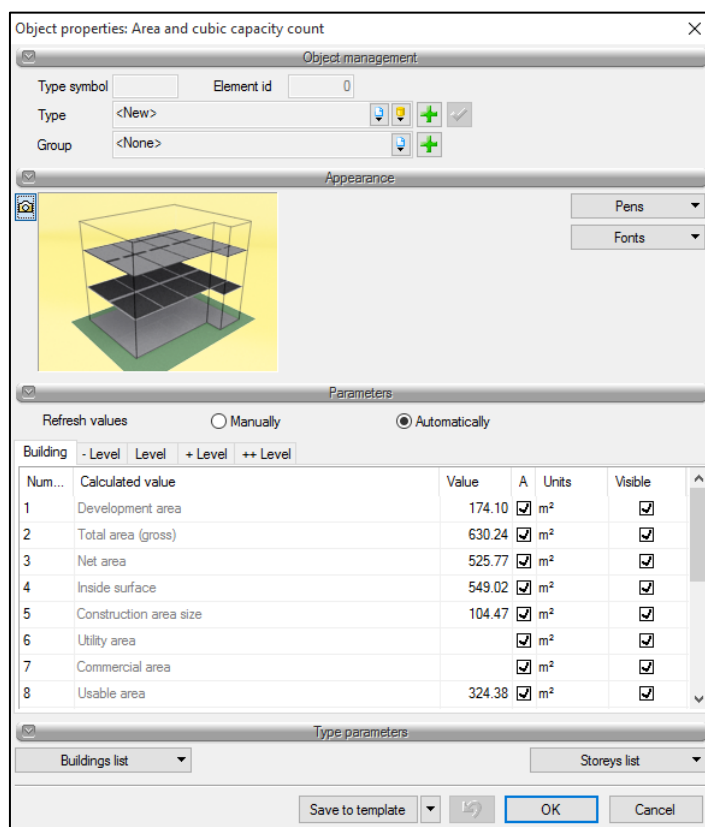 Object properties: Area and cubic capacity count
Object management
Type symbol Element id 0
Type <New>
Group <None>
Appearance
Pens
Fonts
Parameters
Refresh values Manually Automatically
Building - Level Level + Level ++ Level
Num... Calculated value Value A Units Visible
1 Development area 174.10 m²
2 Total area (gross) 630.24 m²
3 Net area 525.77 m²
4 Inside surface 549.02 m²
5 Construction area size 104.47 m²
6 Utility area m²
7 Commercial area m²
8 Usable area 324.38 m²
Type parameters
Buildings list Storeys list
Save to template OK Cancel